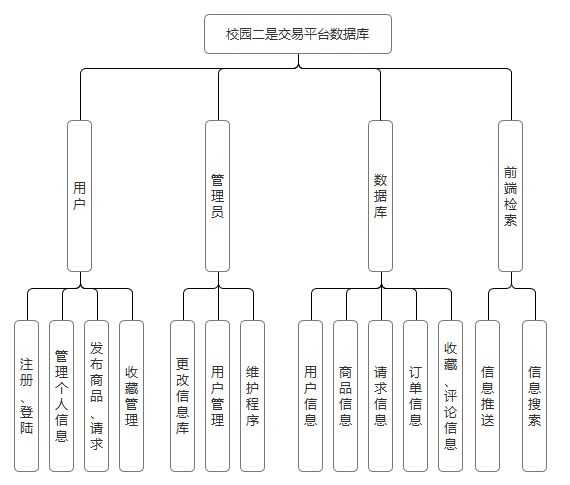 校园二是交易平台数据库
用户
管理员
数据库
前端检索
注册、登陆
管理个人信息
发布商品、请求
收藏管理
更改信息库
用户管理
维护程序
用户信息
商品信息
请求信息
订单信息
收藏、评论信息
信息推送
信息搜索